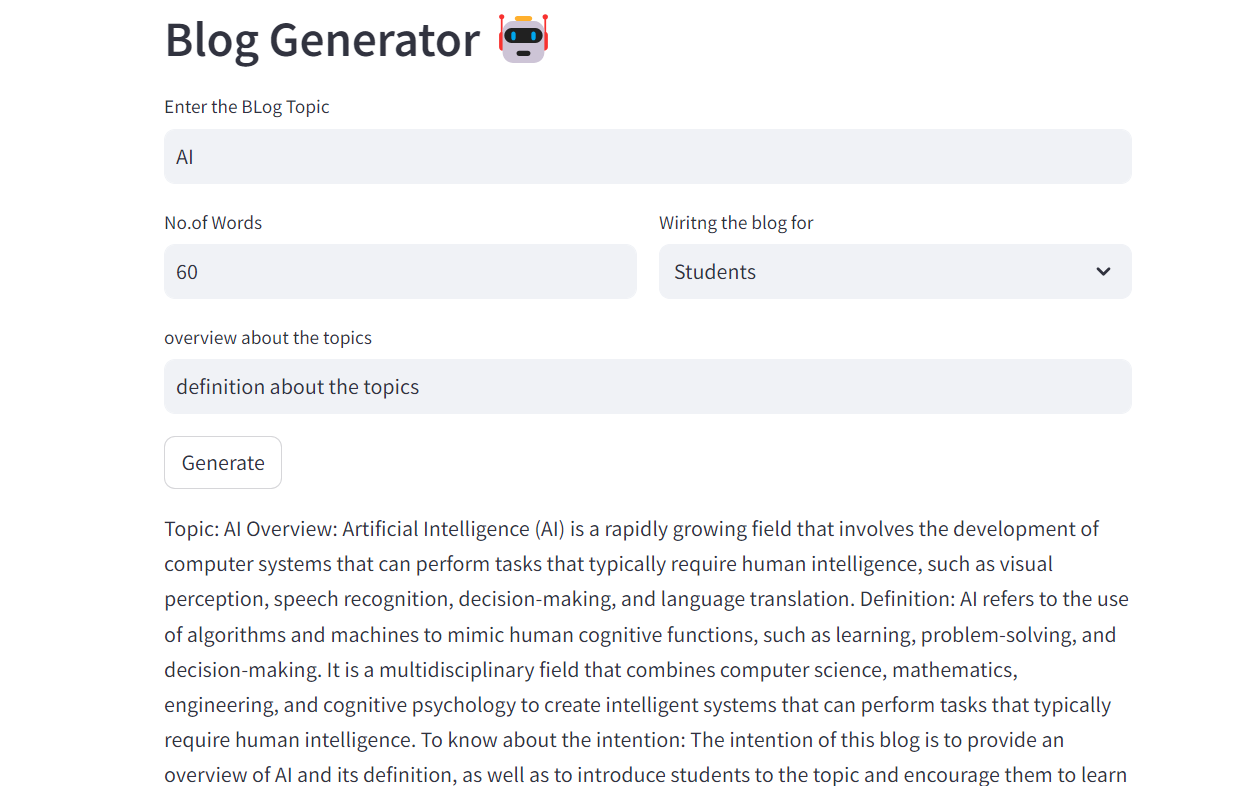 Blog Generator
Enter the BLog Topic
AI
No.of Words
Wiritng the blog for
60
Students
overview about the topics
definition about the topics
Generate
Topic: AI Overview: Artificial Intelligence (AI) is a rapidly growing field that involves the development of
computer systems that can perform tasks that typically require human intelligence, such as visual
perception, speech recognition, decision-making, and language translation. Definition: AI refers to the use
of algorithms and machines to mimic human cognitive functions, such as learning, problem-solving, and
decision-making. It is a multidisciplinary field that combines computer science, mathematics,
engineering, and cognitive psychology to create intelligent systems that can perform tasks that typically
require human intelligence. To know about the intention: The intention of this blog is to provide an
overview of AI and its definition, as well as to introduce students to the topic and encourage them to learn